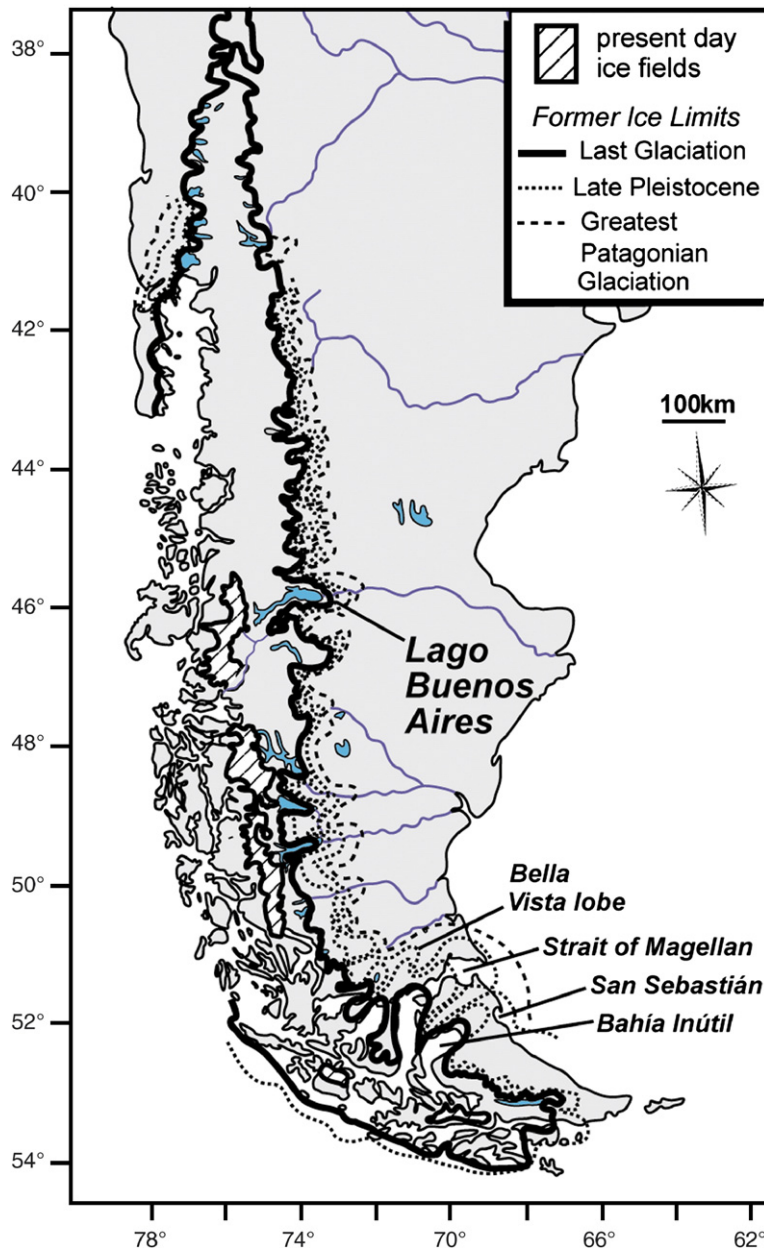 present day
ice fields
Former Ice Limits
Last Glaciation
Late Pleistocene
Greatest
Patagonian
Glaciation
100km
38°
40°
42°
44°
46°
48°
50°
52°
54°
Lago
Buenos
Aires
Bella
Vista lobe
Strait of Magellan
San Sebastián
Bahía Inútil
78°
74°
70°
66°
62°